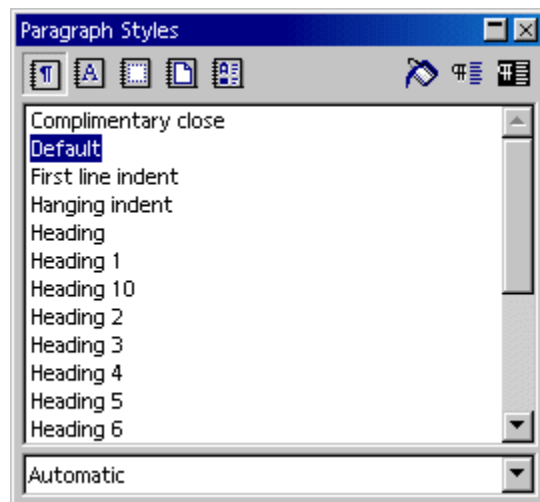 Paragraph Styles
Complimentary close
Default
First line indent
Hanging indent
Heading
Heading 1
Heading 10
Heading 2
Heading 3
Heading 4
Heading 5
Heading 6
Automatic